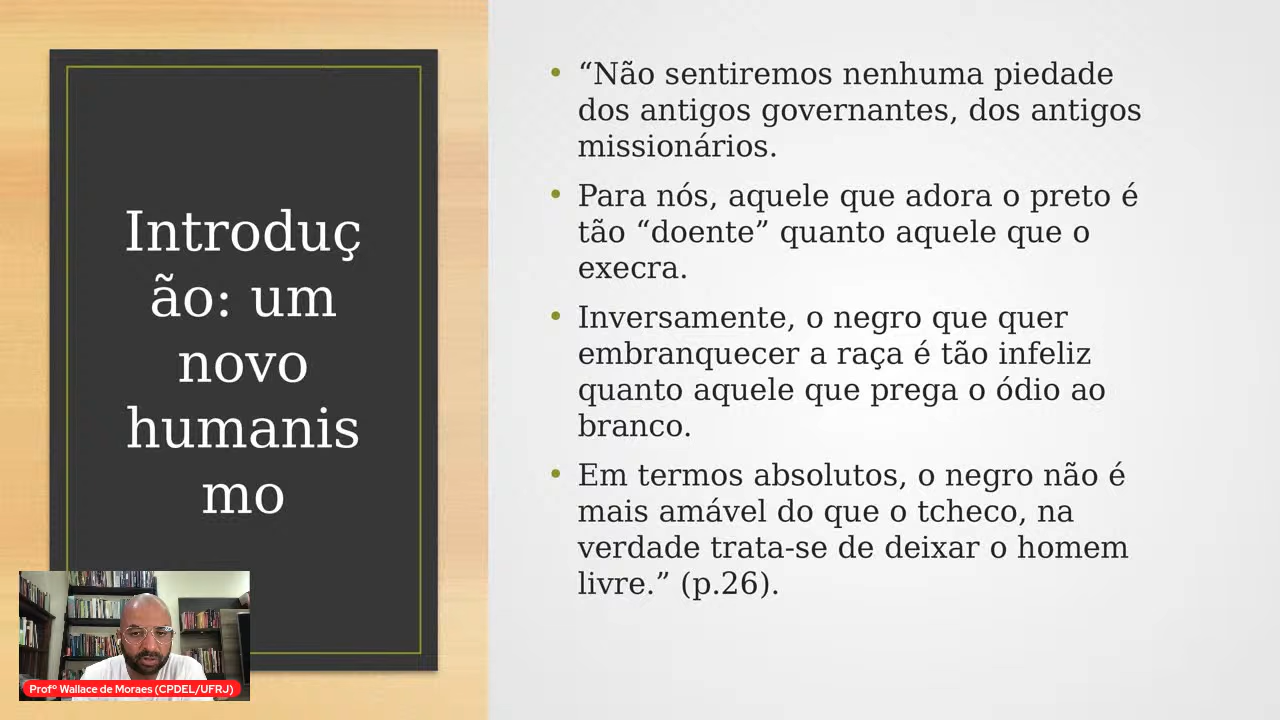 Introduç
ão: um
novo
humanis
mo
Profº Wallace de Moraes (CPDEL/UFRJ)
• “Não sentiremos nenhuma piedade
dos antigos governantes, dos antigos
missionários.
• Para nós, aquele que adora o preto é
tão “doente” quanto aquele que o
execra.
• Inversamente, o negro que quer
embranquecer a raça é tão infeliz
quanto aquele que prega o ódio ao
branco.
• Em termos absolutos, o negro não é
mais amável do que o tcheco, na
verdade trata-se de deixar o homem
livre.” (p.26).